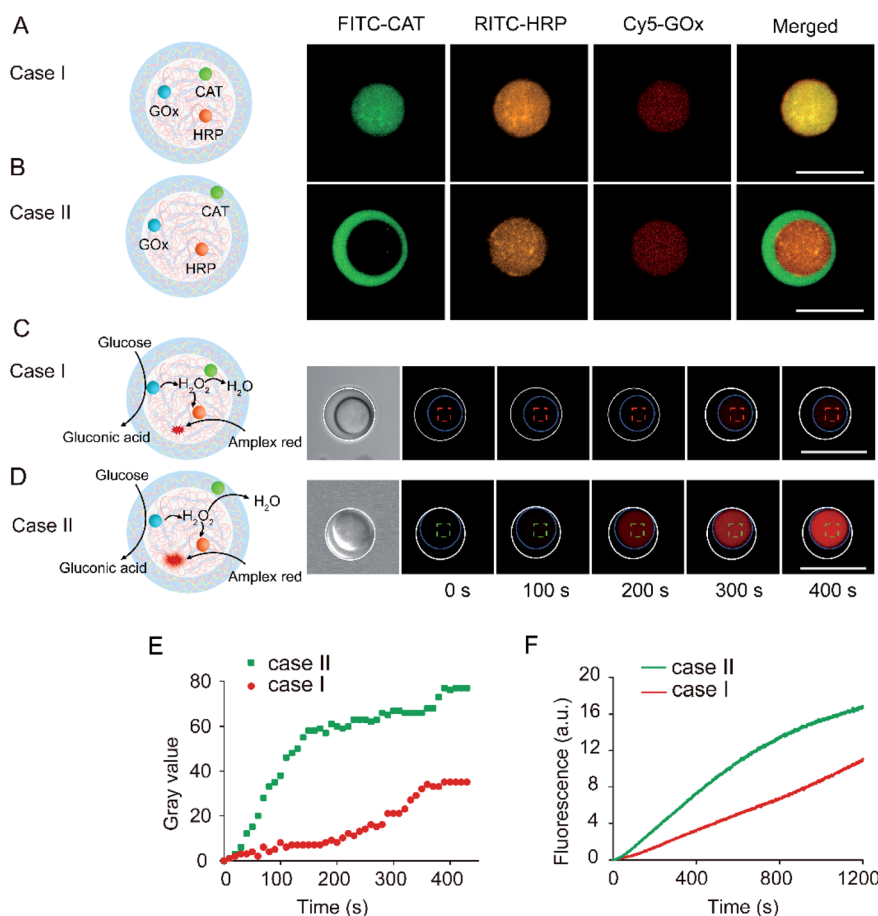 A
FITC-CAT RITC-HRP Cy5-GOx Merged
Case I
CAT
GOx
HRP
B
Case II
CAT
GOx
HRP
C
Case I
Glucose
H2O2
H2O
Gluconic acid
Amplex red
D
Case II
Glucose
H2O
H2O2
Gluconic acid
Amplex red
0 s 100 s 200 s 300 s 400 s
E
case II
case I
80
60
40
20
0
Gray value
0 100 200 300 400
Time (s)
F
case II
case I
20
16
12
8
4
0
Fluorescence (a.u.)
0 400 800 1200
Time (s)